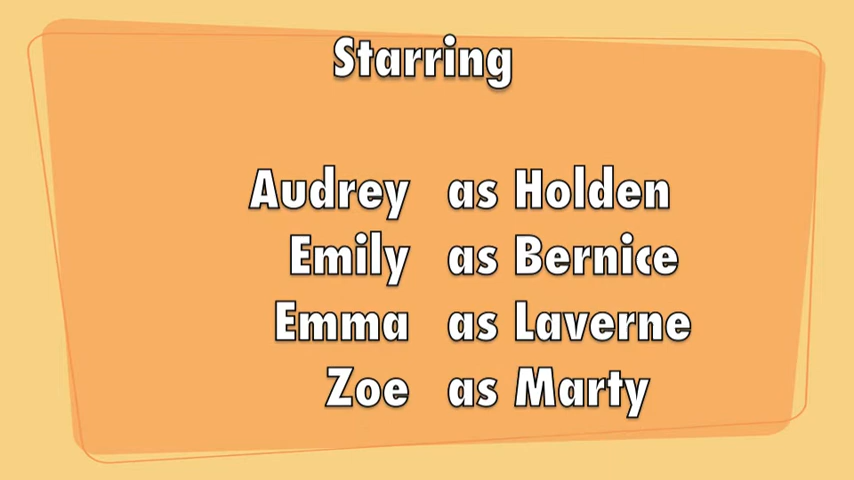 Starring
Audrey as Holden
Emily as Bernice
Emma as Laverne
Zoe as Marty